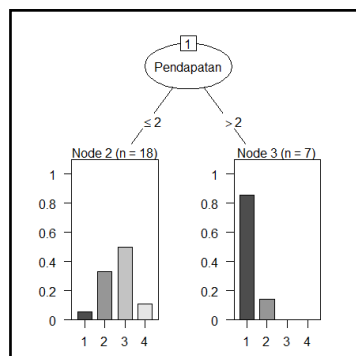 1
Pendapatan
≤ 2 > 2
Node 2 (n = 18) Node 3 (n = 7)
1 1
0.8 0.8
0.6 0.6
0.4 0.4
0.2 0.2
0 0
1 2 3 4 1 2 3 4